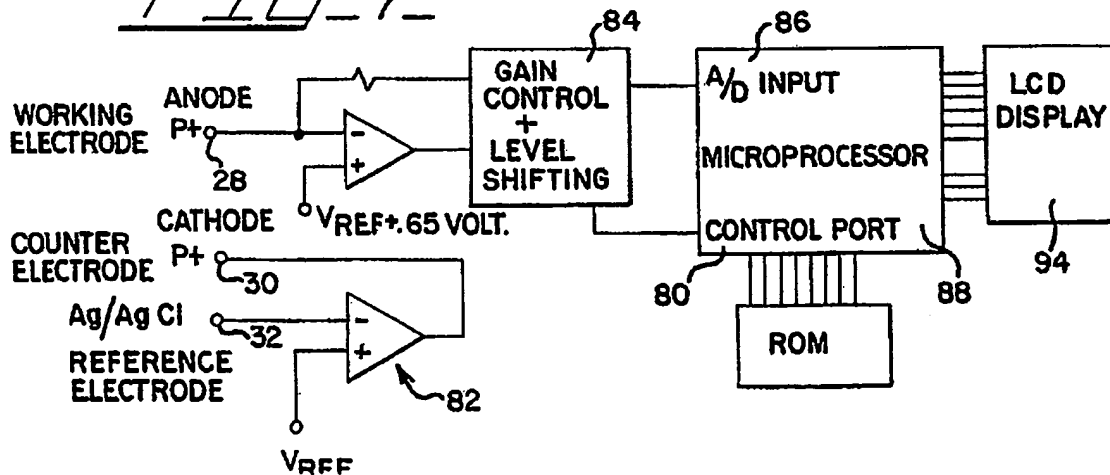 84
86
GAIN
CONTROL
+
LEVEL
SHIFTING
A/D INPUT
MICROPROCESSOR
CONTROL PORT
LCD
DISPLAY
WORKING
ELECTRODE
ANODE
P+
28
-
+
VREF+.65 VOLT.
CATHODE
COUNTER
ELECTRODE
P+
30
Ag/Ag Cl
32
REFERENCE
ELECTRODE
-
+
82
VREF
80
88
94
ROM